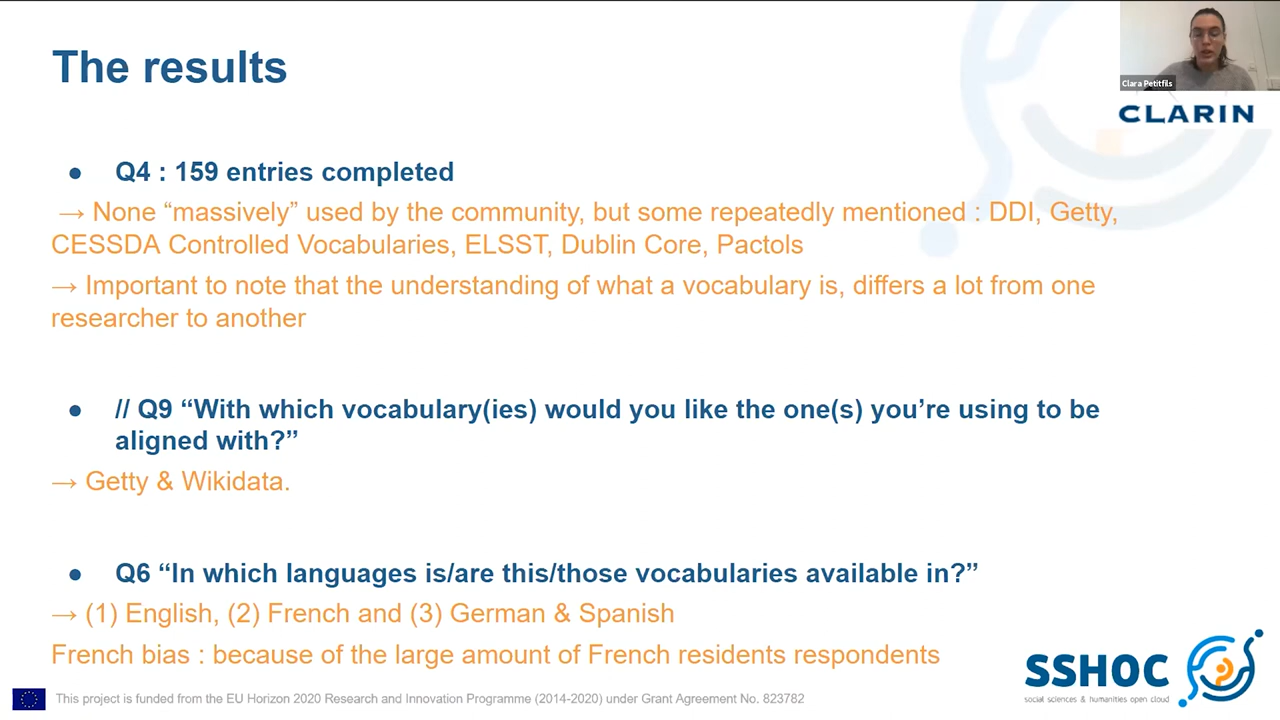 The results
Clara Petitfils
CLARIN
● Q4 : 159 entries completed
→ None “massively” used by the community, but some repeatedly mentioned : DDI, Getty,
CESSDA Controlled Vocabularies, ELSST, Dublin Core, Pactols
→ Important to note that the understanding of what a vocabulary is, differs a lot from one
researcher to another
● // Q9 “With which vocabulary(ies) would you like the one(s) you’re using to be
aligned with?”
→ Getty & Wikidata.
● Q6 “In which languages is/are this/those vocabularies available in?”
→ (1) English, (2) French and (3) German & Spanish
French bias : because of the large amount of French residents respondents
SSHOC
social sciences & humanities open cloud
This project is funded from the EU Horizon 2020 Research and Innovation Programme (2014-2020) under Grant Agreement No. 823782